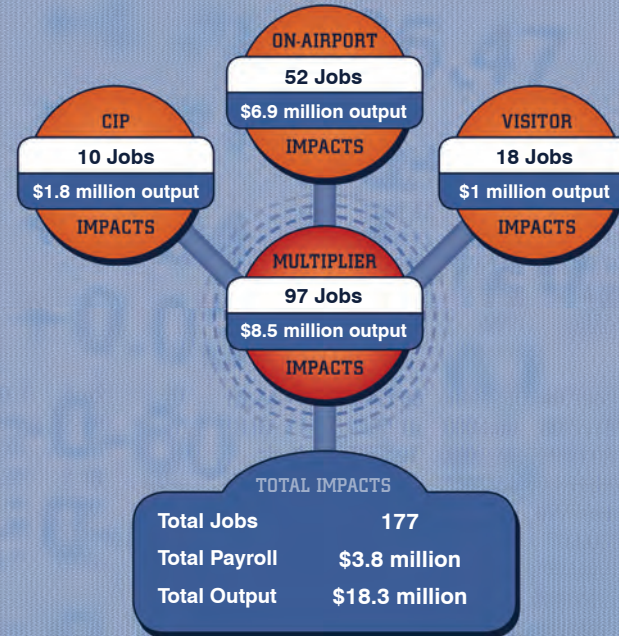 ON-AIRPORT
52 Jobs
$6.9 million output
IMPACTS
CIP
10 Jobs
$1.8 million output
IMPACTS
VISITOR
18 Jobs
$1 million output
IMPACTS
MULTIPLIER
97 Jobs
$8.5 million output
IMPACTS
TOTAL IMPACTS
Total Jobs 177
Total Payroll $3.8 million
Total Output $18.3 million